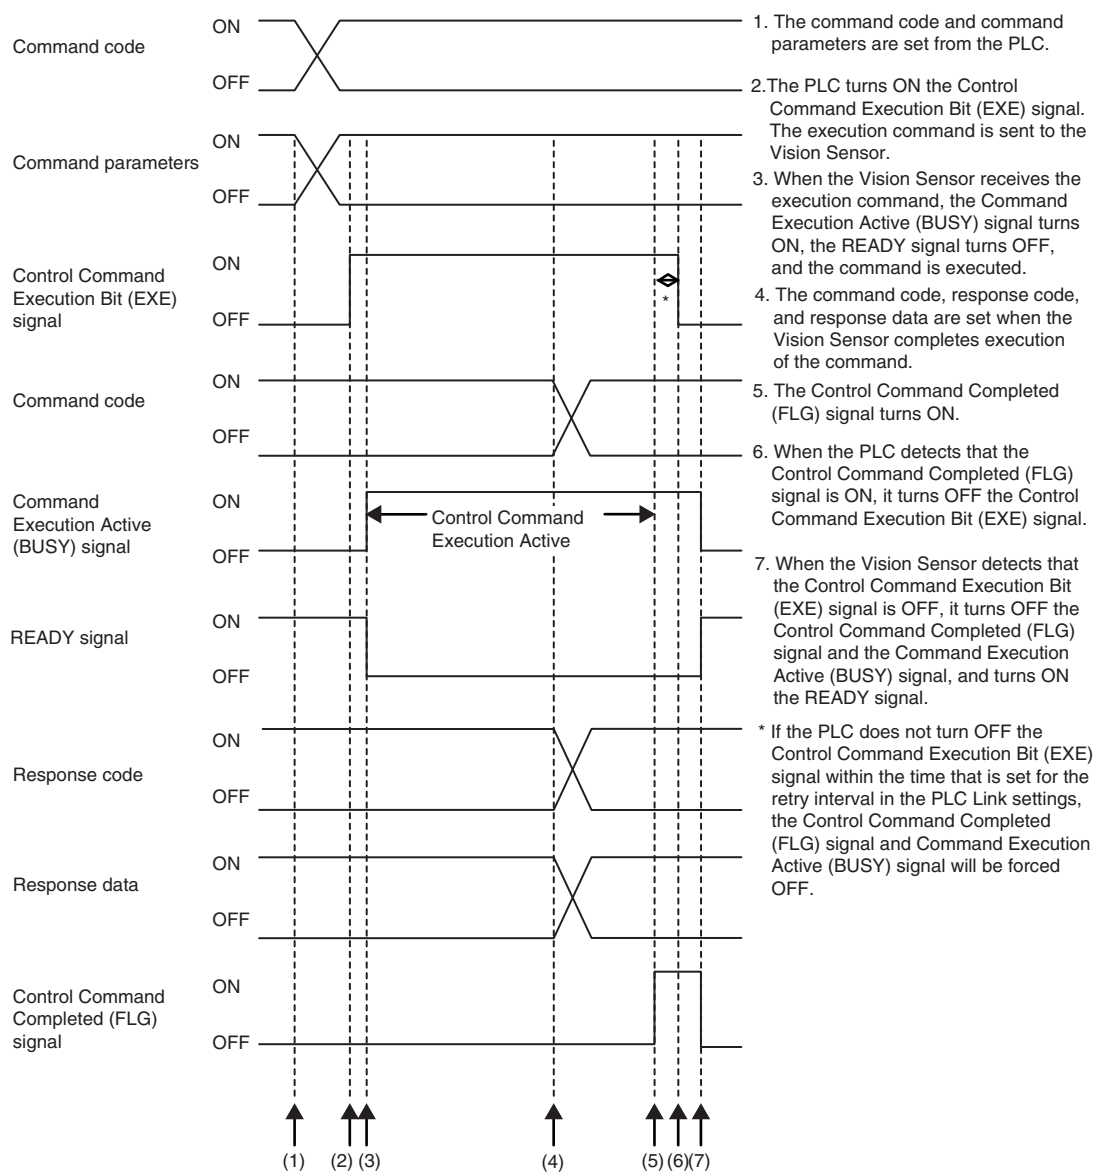 Command code
ON
OFF
Command parameters
ON
OFF
Control Command
Execution Bit (EXE)
signal
ON
OFF
*
Command code
ON
OFF
Command
Execution Active
(BUSY) signal
ON
OFF
Control Command
Execution Active
READY signal
ON
OFF
Response code
ON
OFF
Response data
ON
OFF
Control Command
Completed (FLG)
signal
ON
OFF
(1)
(2)
(3)
(4)
(5)
(6)
(7)
1. The command code and command
parameters are set from the PLC.
2.The PLC turns ON the Control
Command Execution Bit (EXE) signal.
The execution command is sent to the
Vision Sensor.
3. When the Vision Sensor receives the
execution command, the Command
Execution Active (BUSY) signal turns
ON, the READY signal turns OFF,
and the command is executed.
4. The command code, response code,
and response data are set when the
Vision Sensor completes execution
of the command.
5. The Control Command Completed
(FLG) signal turns ON.
6. When the PLC detects that the
Control Command Completed (FLG)
signal is ON, it turns OFF the Control
Command Execution Bit (EXE) signal.
7. When the Vision Sensor detects that
the Control Command Execution Bit
(EXE) signal is OFF, it turns OFF the
Control Command Completed (FLG)
signal and the Command Execution
Active (BUSY) signal, and turns ON
the READY signal.
* If the PLC does not turn OFF the
Control Command Execution Bit (EXE)
signal within the time that is set for the
retry interval in the PLC Link settings,
the Control Command Completed
(FLG) signal and Command Execution
Active (BUSY) signal will be forced
OFF.